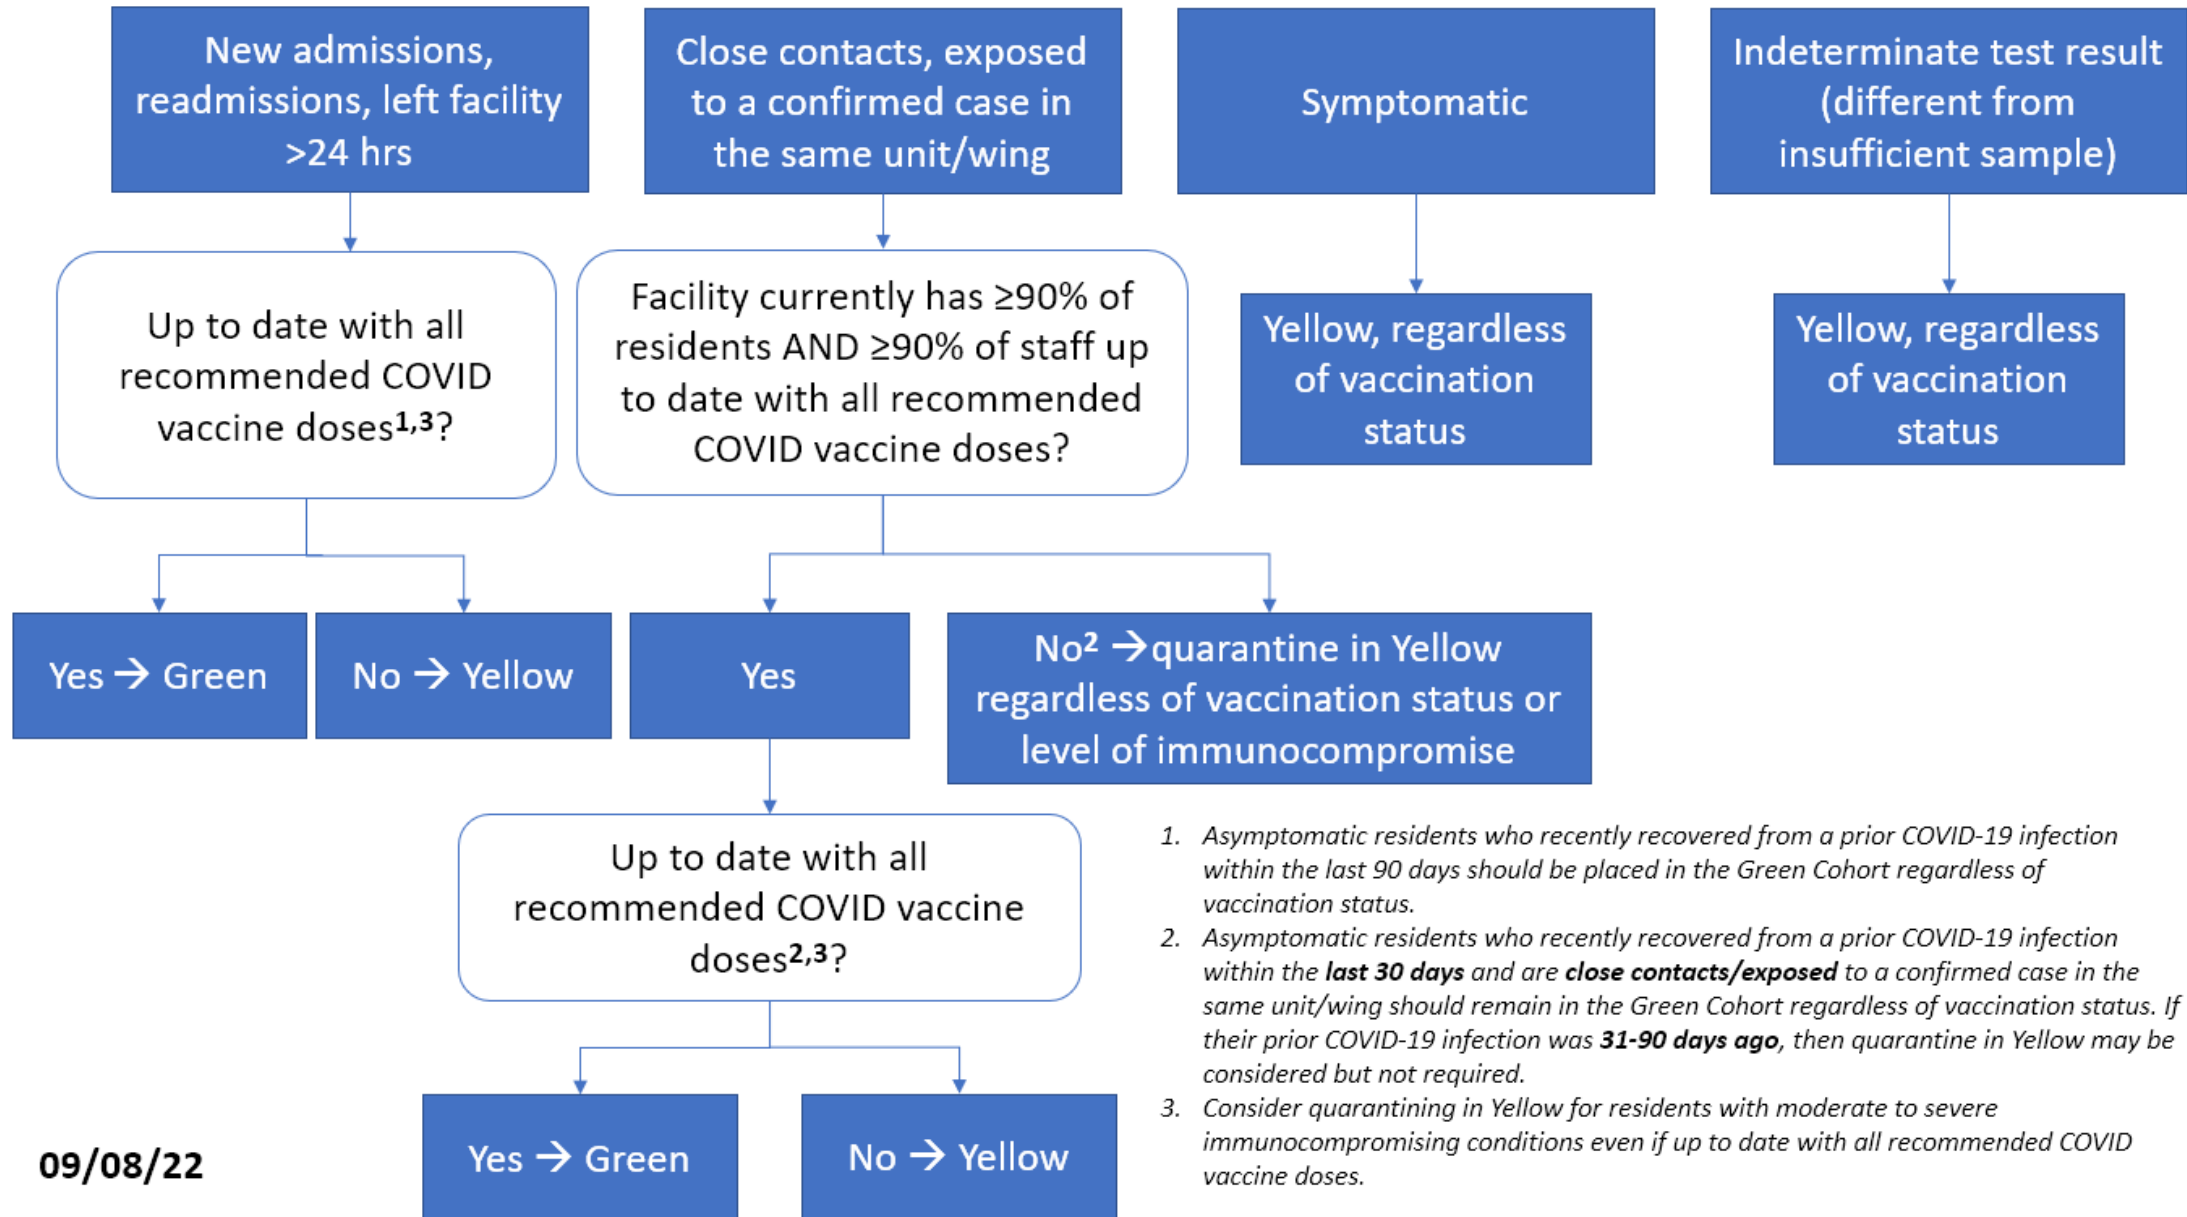 New admissions,
readmissions, left facility
>24 hrs
Close contacts, exposed
to a confirmed case in
the same unit/wing
Symptomatic
Indeterminate test result
(different from
insufficient sample)
Up to date with all
recommended COVID
vaccine doses1,3?
Facility currently has ≥90% of
residents AND ≥90% of staff up
to date with all recommended
COVID vaccine doses?
Yellow, regardless
of vaccination
status
Yellow, regardless
of vaccination
status
Yes → Green
No → Yellow
Yes
No2 →quarantine in Yellow
regardless of vaccination status or
level of immunocompromise
Up to date with all
recommended COVID vaccine
doses2,3?
Yes → Green
No → Yellow
1. Asymptomatic residents who recently recovered from a prior COVID-19 infection
within the last 90 days should be placed in the Green Cohort regardless of
vaccination status.
2. Asymptomatic residents who recently recovered from a prior COVID-19 infection
within the last 30 days and are close contacts/exposed to a confirmed case in the
same unit/wing should remain in the Green Cohort regardless of vaccination status. If
their prior COVID-19 infection was 31-90 days ago, then quarantine in Yellow may be
considered but not required.
3. Consider quarantining in Yellow for residents with moderate to severe
immunocompromising conditions even if up to date with all recommended COVID
vaccine doses.
09/08/22